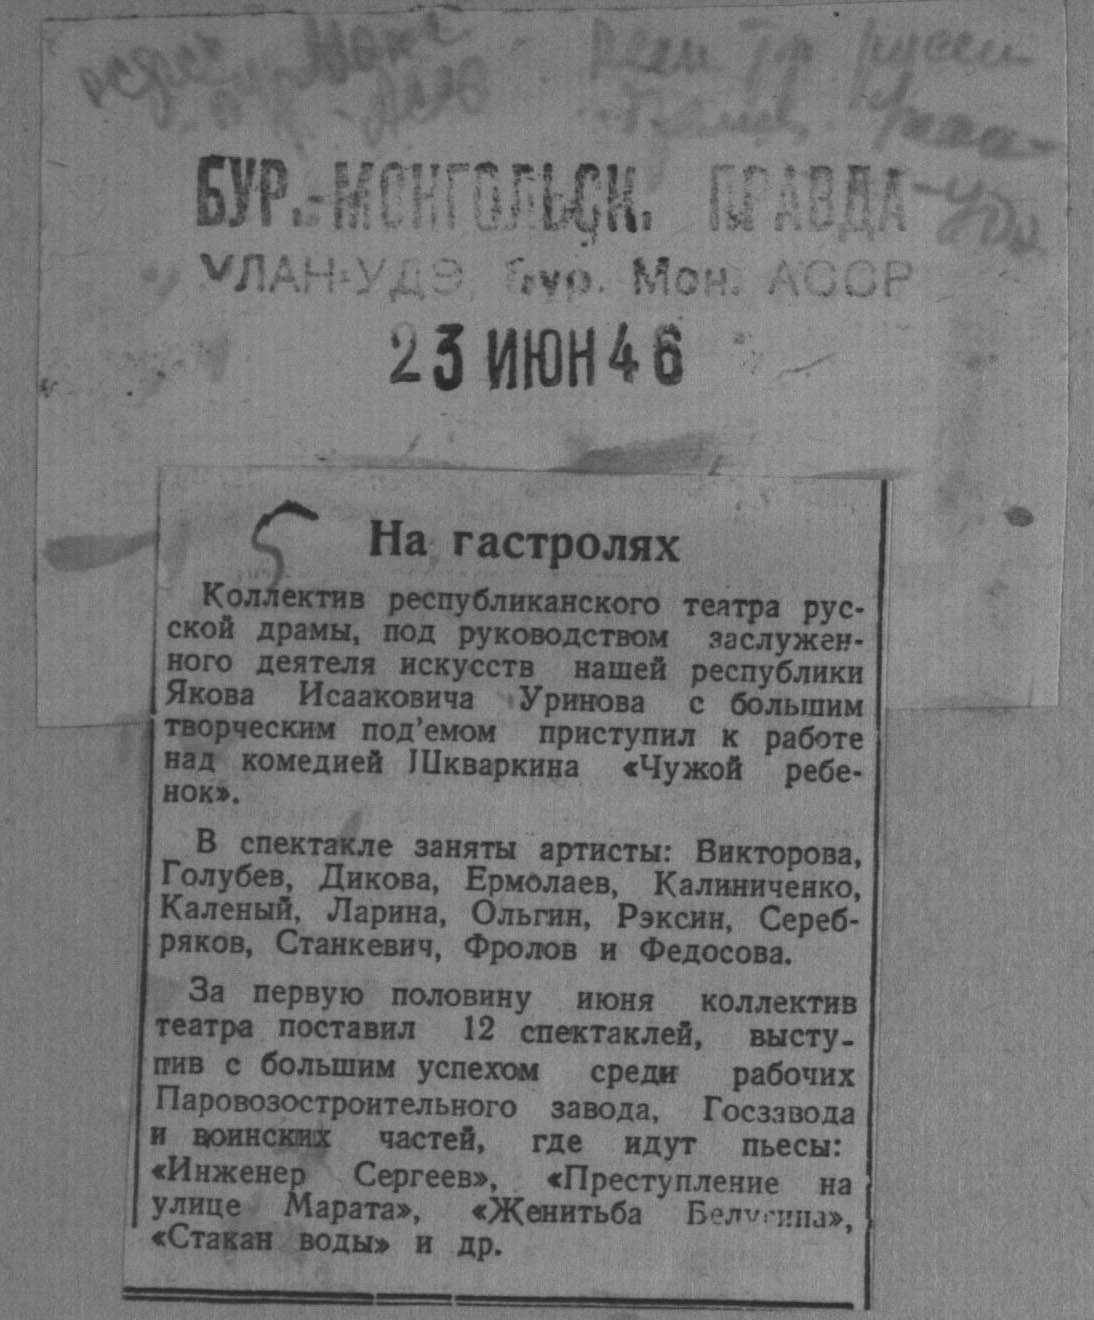 БУР.-МОНГОЛЬСК. ПРАВДА
УЛАН-УДЭ, Бур. Мон. АССР
23 ИЮН 46
5
На гастролях
Коллектив республиканского театра рус-
ской драмы, под руководством заслужен-
ного деятеля искусств нашей республики
Якова Исааковича Уринова с большим
творческим под'емом приступил к работе
над комедией Шкваркина «Чужой ребе-
нок».
В спектакле заняты артисты: Викторова,
Голубев, Дикова, Ермолаев, Калиниченко,
Каленый, Ларина, Ольгин, Рэксин, Сереб-
ряков, Станкевич, Фролов и Федосова.
За первую половину июня коллектив
театра поставил 12 спектаклей, высту-
пив с большим успехом среди рабочих
Паровозостроительного завода, Госзавода
и воинских частей, где идут пьесы:
«Инженер Сергеев», «Преступление на
улице Марата», «Женитьба Белугина»,
«Стакан воды» и др.